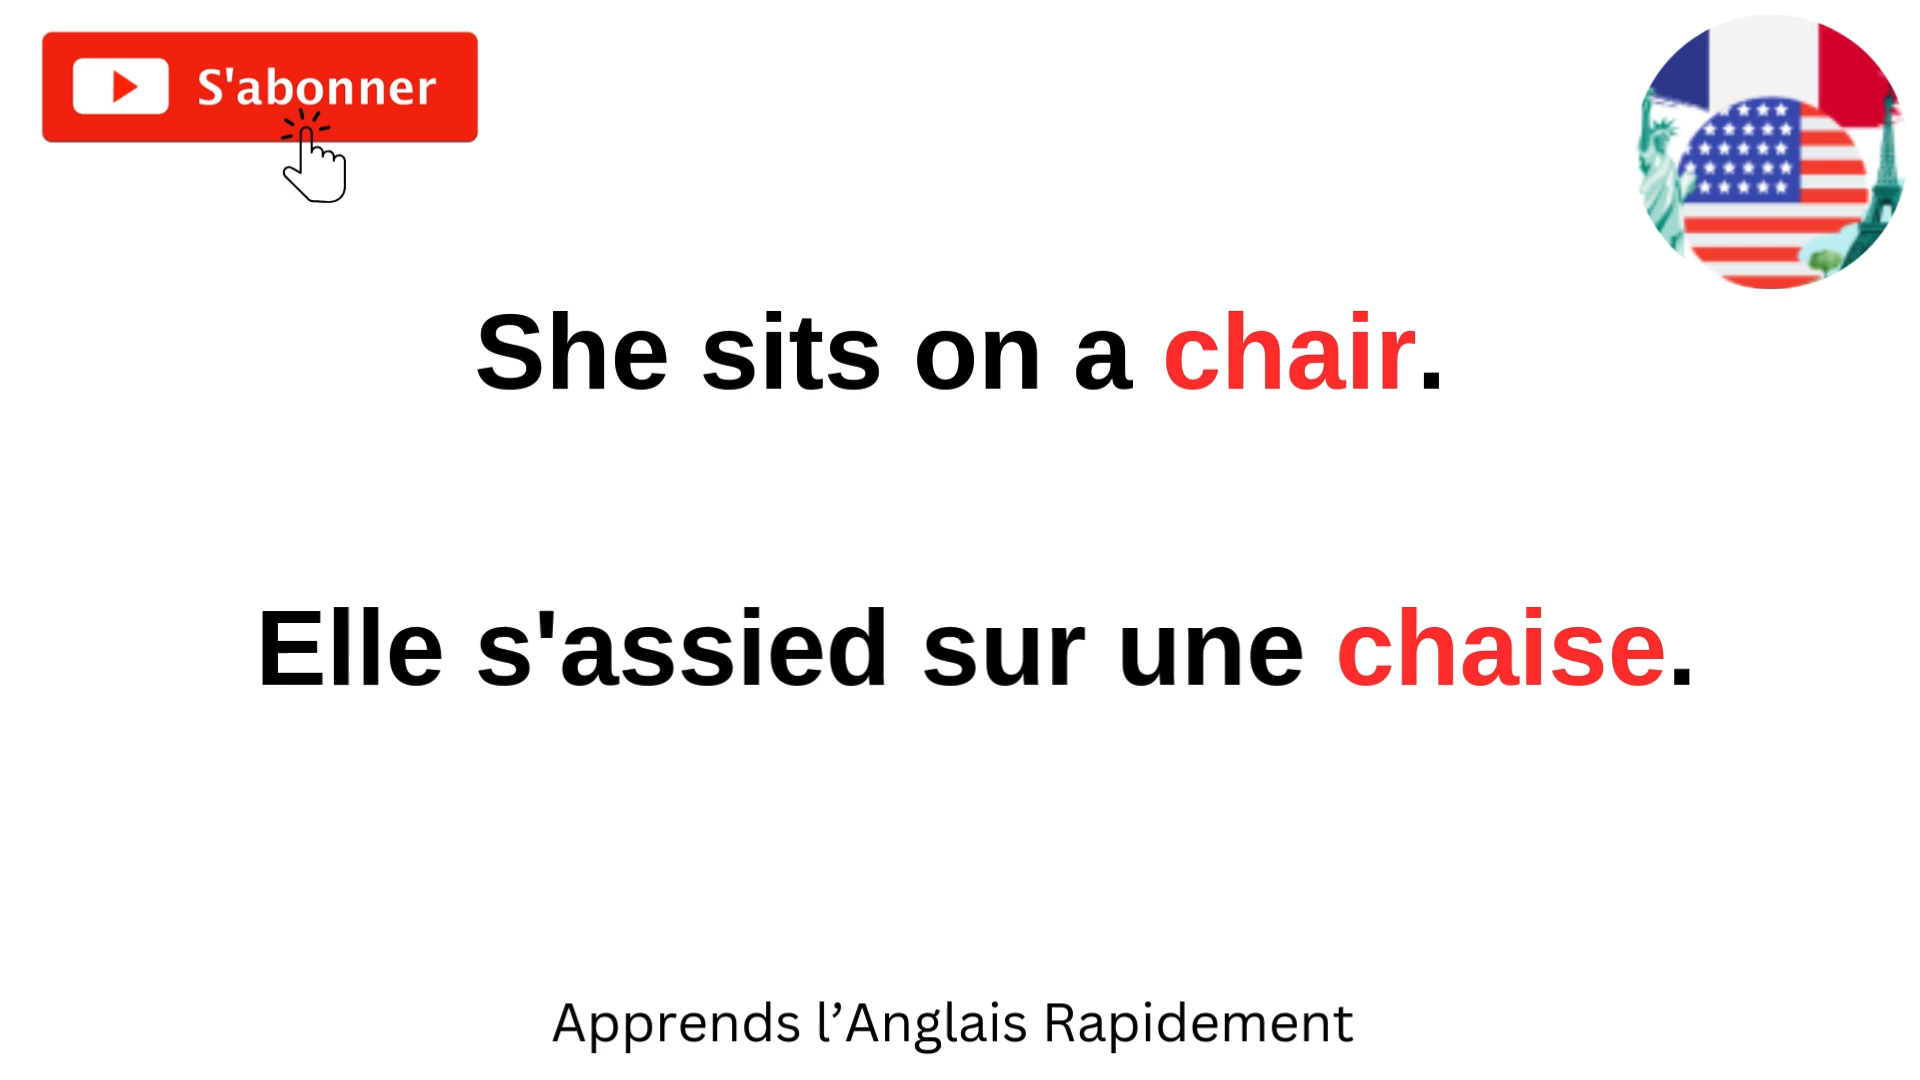 S'abonner
She sits on a chair.
Elle s'assied sur une chaise.
Apprends l’Anglais Rapidement